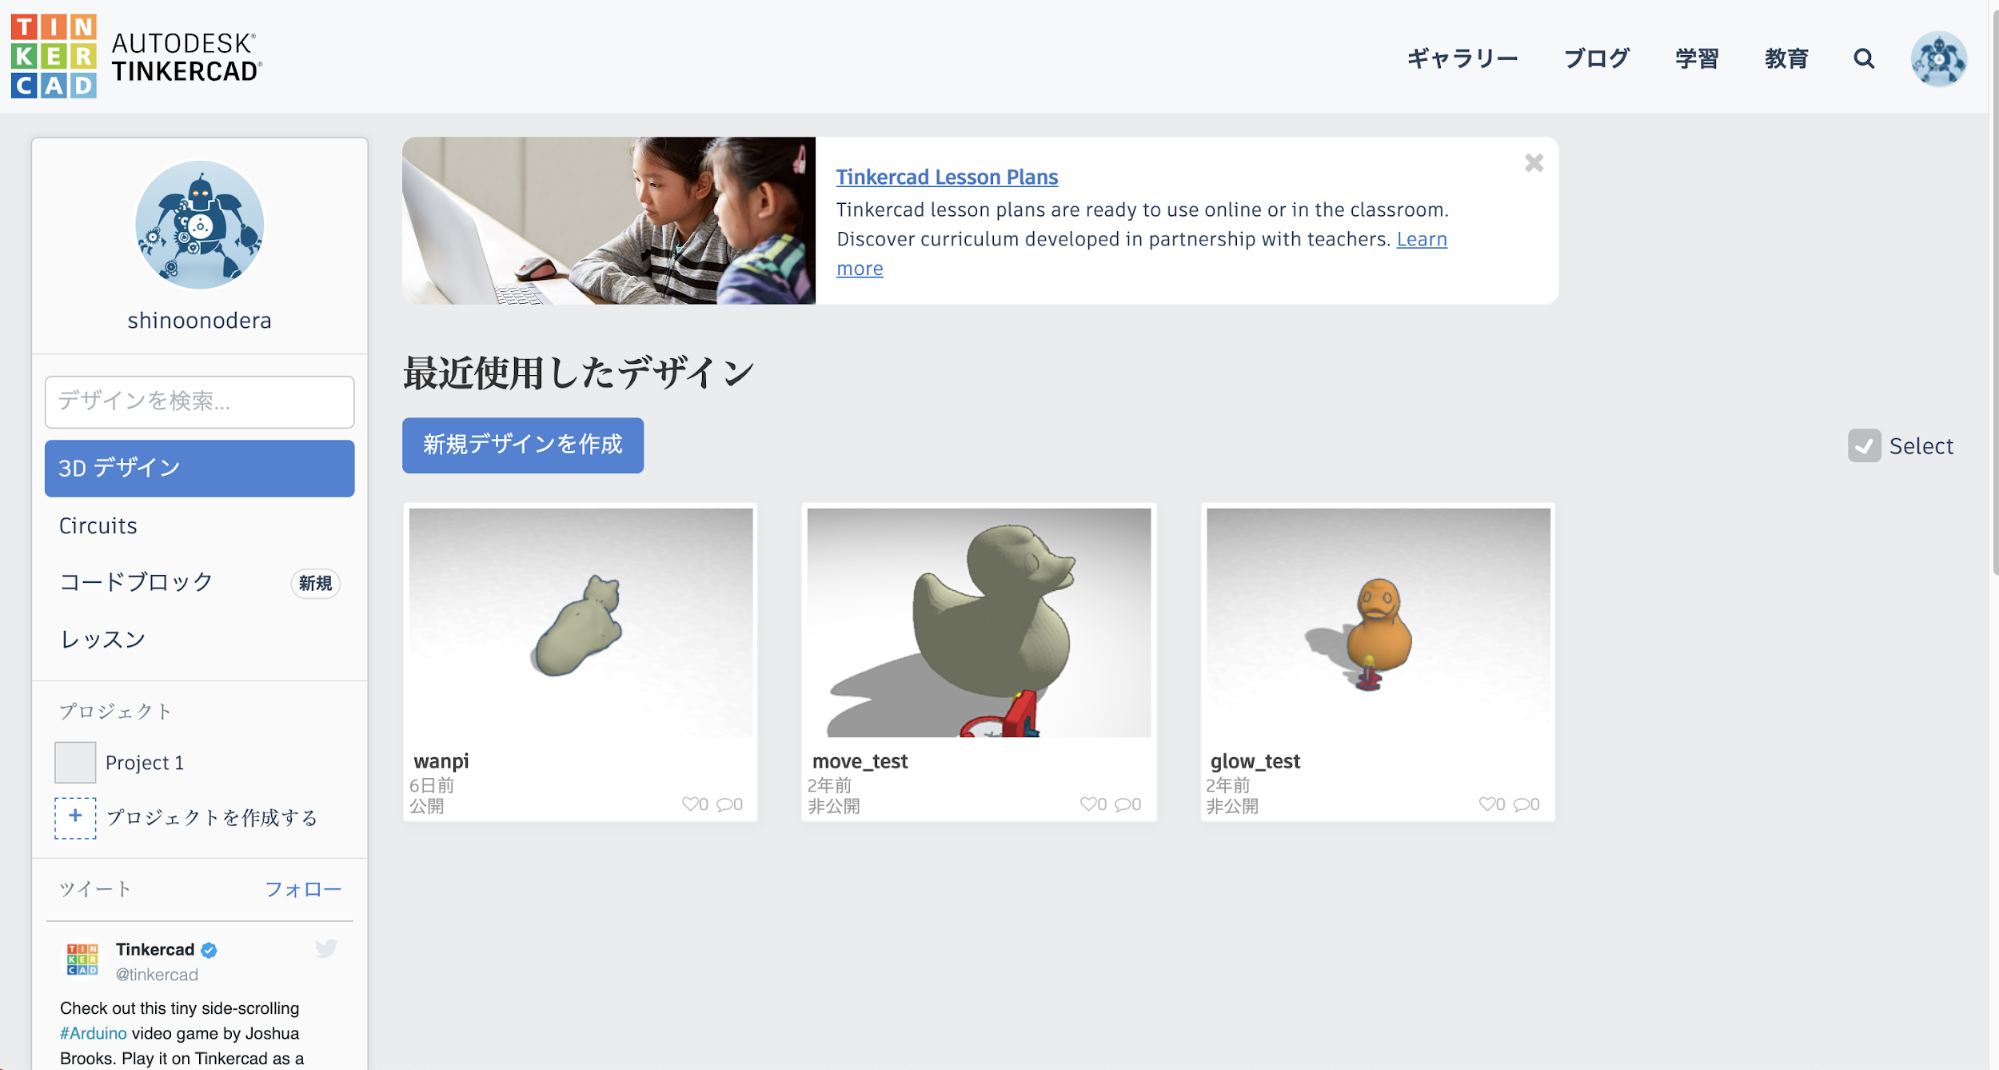 TIN
KER
CAD
AUTODESK®
TINKERCAD®
ギャラリー
ブログ
学習
教育
shinoonodera
デザインを検索...
3D デザイン
Circuits
コードブロック
新規
レッスン
プロジェクト
Project 1
+ プロジェクトを作成する
ツイート
フォロー
TIN
KER
CAD
Tinkercad
@tinkercad
Check out this tiny side-scrolling
#Arduino video game by Joshua
Brooks. Play it on Tinkercad as a
Tinkercad Lesson Plans
Tinkercad lesson plans are ready to use online or in the classroom.
Discover curriculum developed in partnership with teachers. Learn
more
最近使用したデザイン
新規デザインを作成
Select
wanpi
6日前
公開
0 0
move_test
2年前
非公開
0 0
glow_test
2年前
非公開
0 0